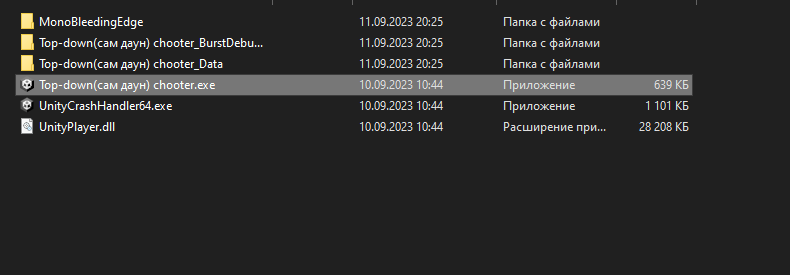 MonoBleedingEdge 11.09.2023 20:25 Папка с файлами
Top-down(сам даун) chooter_BurstDebu... 11.09.2023 20:25 Папка с файлами
Top-down(сам даун) chooter_Data 11.09.2023 20:25 Папка с файлами
Top-down(сам даун) chooter.exe 10.09.2023 10:44 Приложение 639 КБ
UnityCrashHandler64.exe 10.09.2023 10:44 Приложение 1 101 КБ
UnityPlayer.dll 10.09.2023 10:44 Расширение при... 28 208 КБ